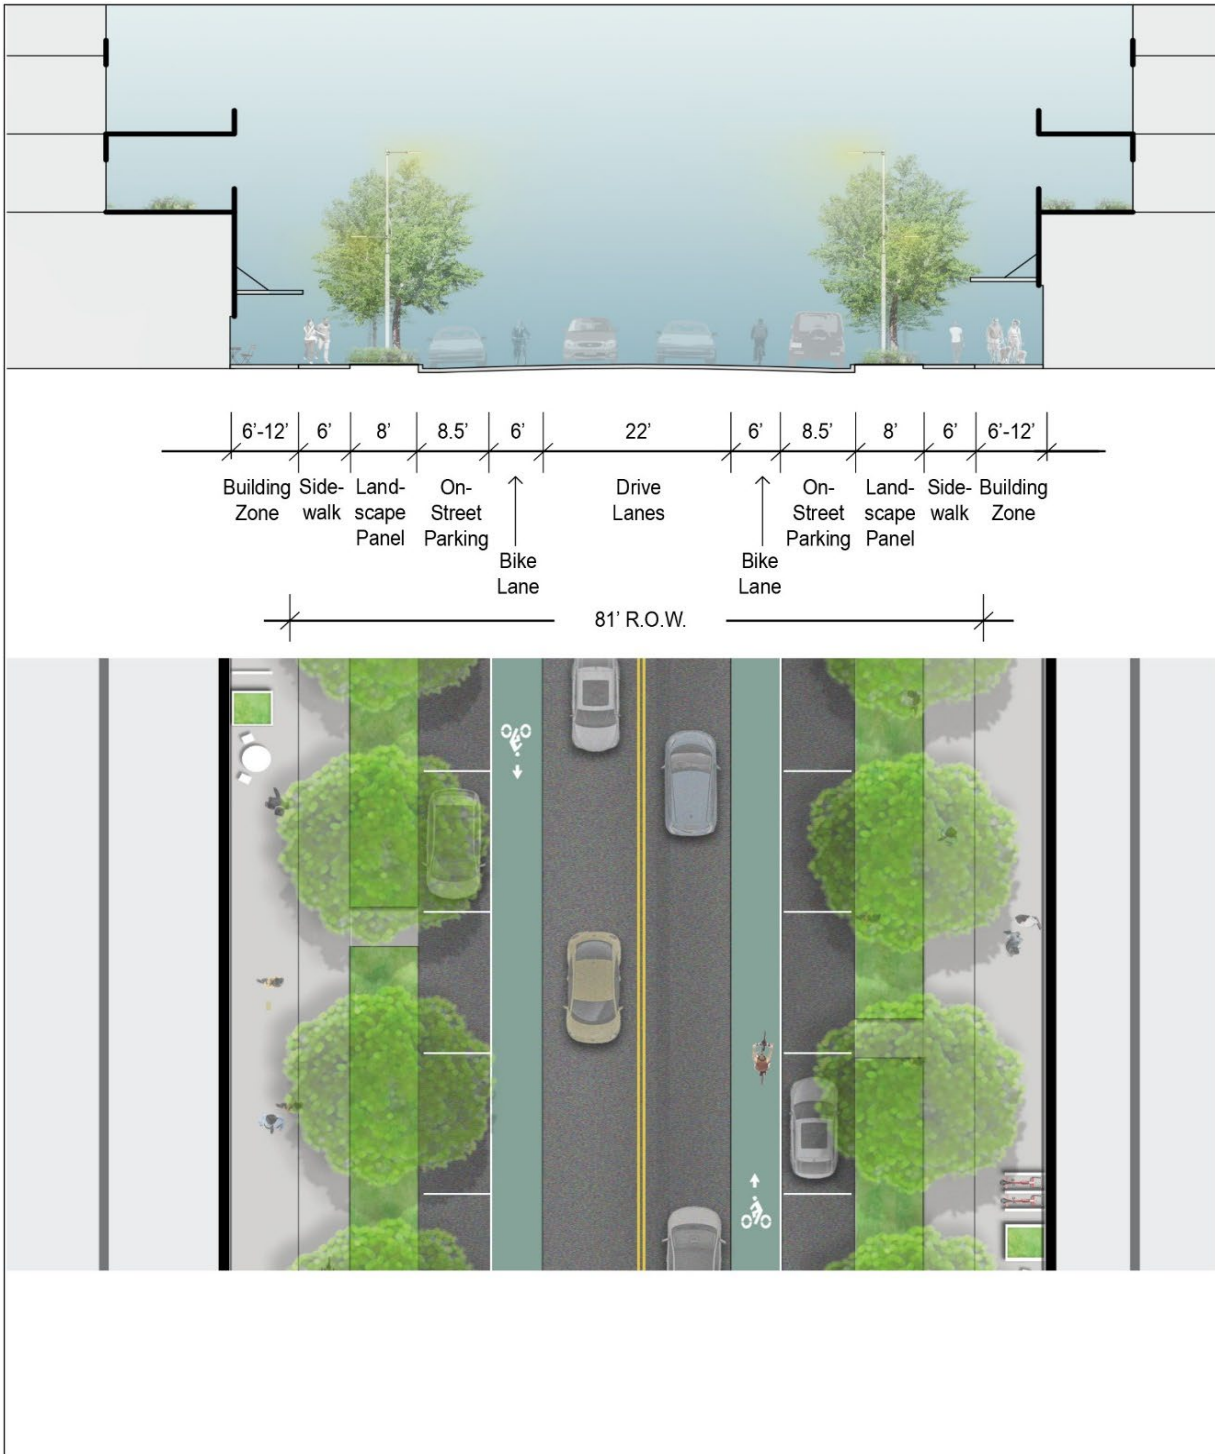 6'-12' 6' 8' 8.5' 6' 22' 6' 8.5' 8' 6' 6'-12'
Building Side- Land- On- Drive On- Land- Side- Building
Zone walk scape Street Lanes Street scape walk Zone
Panel Parking Parking Panel
Bike Bike
Lane Lane
81' R.O.W.